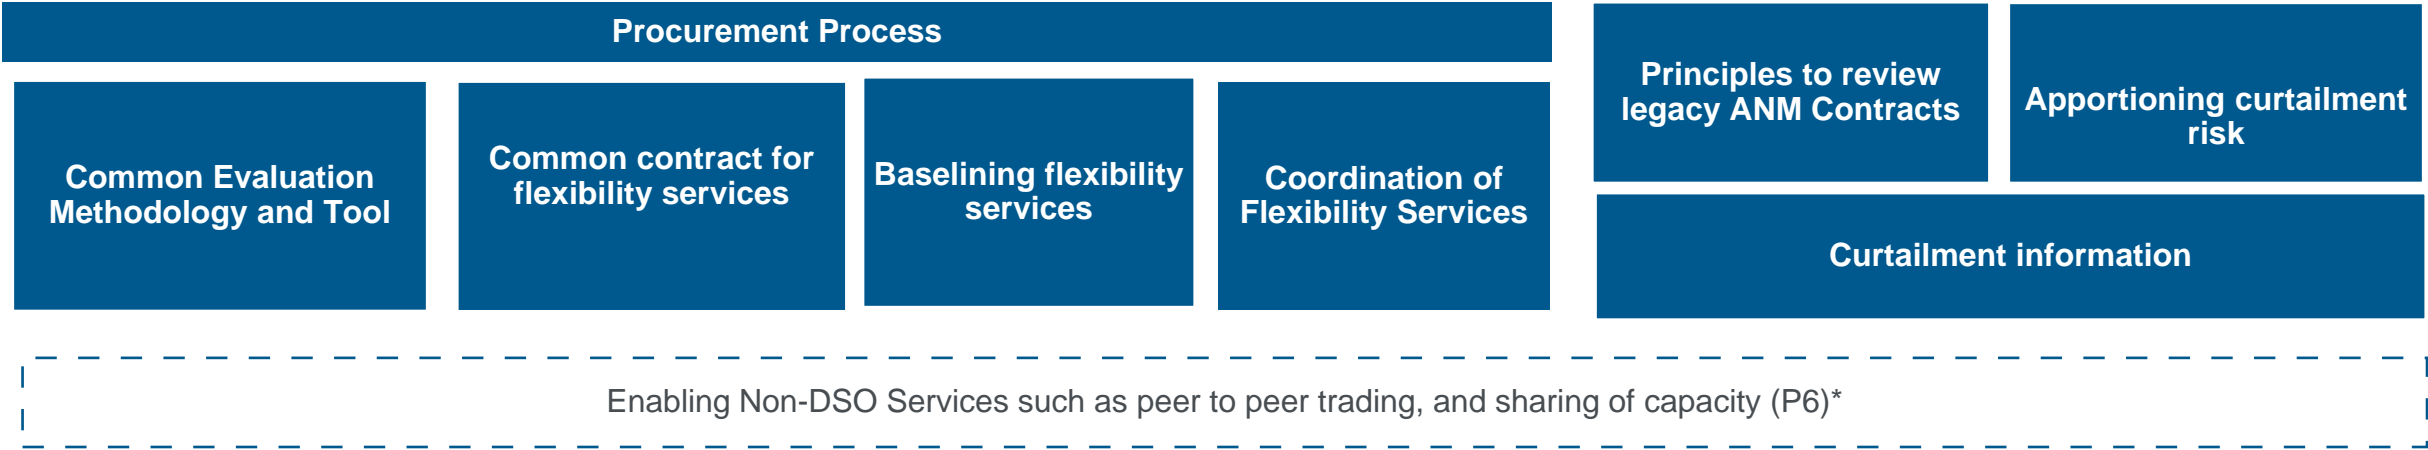 Procurement Process
Common Evaluation
Methodology and Tool
Common contract for
flexibility services
Baselining flexibility
services
Coordination of
Flexibility Services
Principles to review
legacy ANM Contracts
Apportioning curtailment
risk
Curtailment information
Enabling Non-DSO Services such as peer to peer trading, and sharing of capacity (P6)*